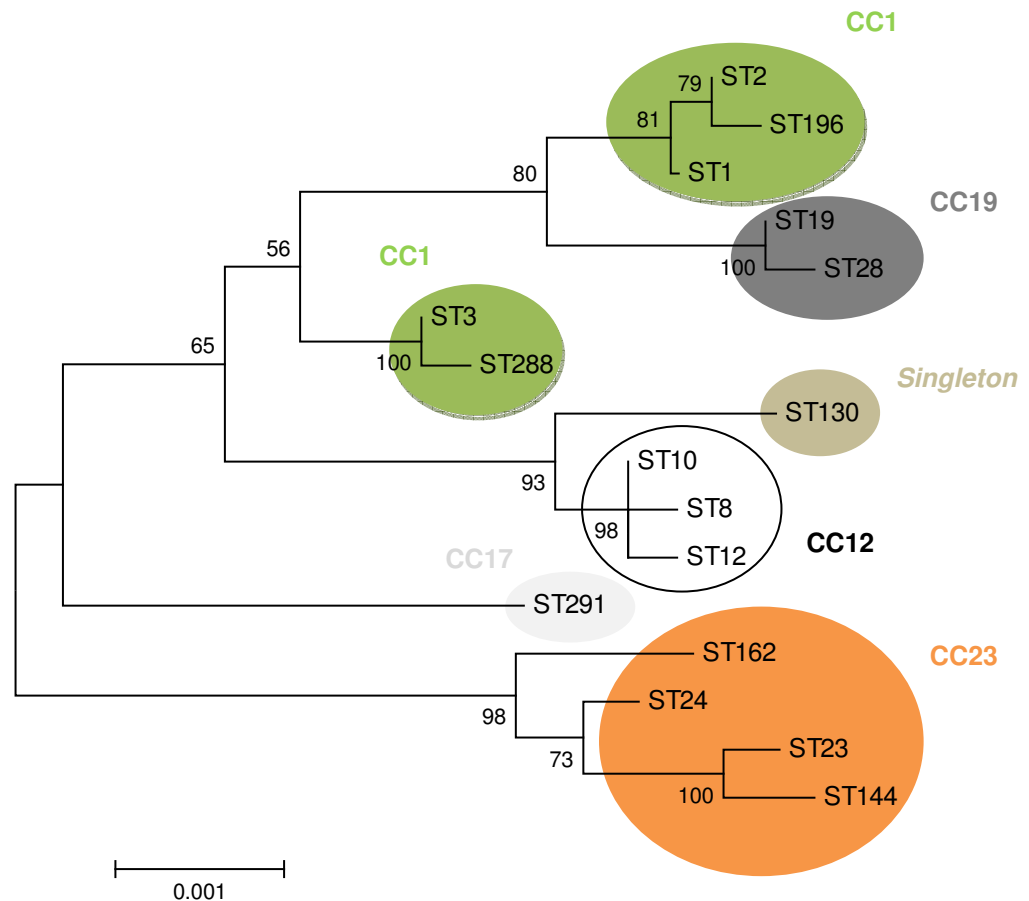 CC1
79
ST2
81
ST196
80
ST1
CC19
ST19
56
CC1
100
ST28
ST3
65
100
ST288
Singleton
ST130
ST10
93
ST8
98
CC12
CC17
ST12
ST291
ST162
CC23
98
ST24
73
ST23
100
ST144
0.001